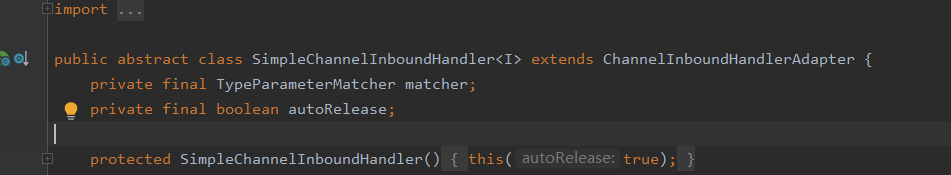 import ...
public abstract class SimpleChannelInboundHandler<I> extends ChannelInboundHandlerAdapter {
private final TypeParameterMatcher matcher;
private final boolean autoRelease;
protected SimpleChannelInboundHandler() { this( autoRelease: true); }